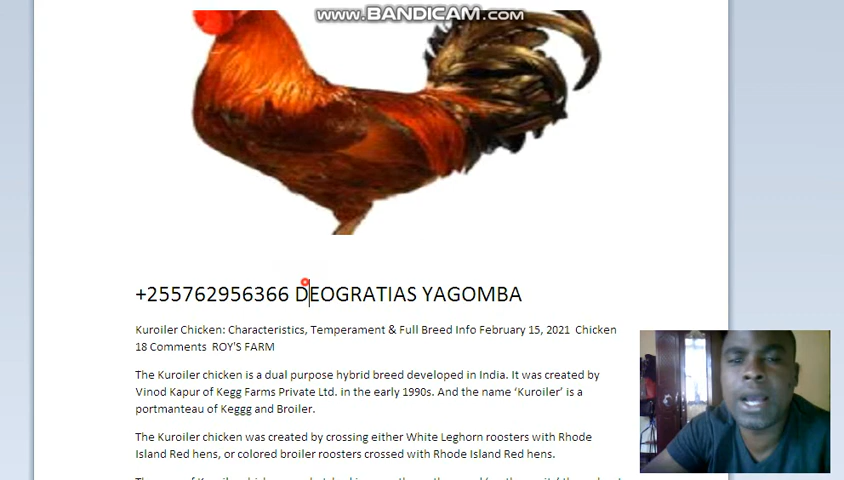 www.BANDICAM.com
+255762956366 DEOGRATIAS YAGOMBA
Kuroiler Chicken: Characteristics, Temperament & Full Breed Info February 15, 2021 Chicken
18 Comments ROY'S FARM
The Kuroiler chicken is a dual purpose hybrid breed developed in India. It was created by
Vinod Kapur of Kegg Farms Private Ltd. in the early 1990s. And the name ‘Kuroiler’ is a
portmanteau of Keggg and Broiler.
The Kuroiler chicken was created by crossing either White Leghorn roosters with Rhode
Island Red hens, or colored broiler roosters crossed with Rhode Island Red hens.